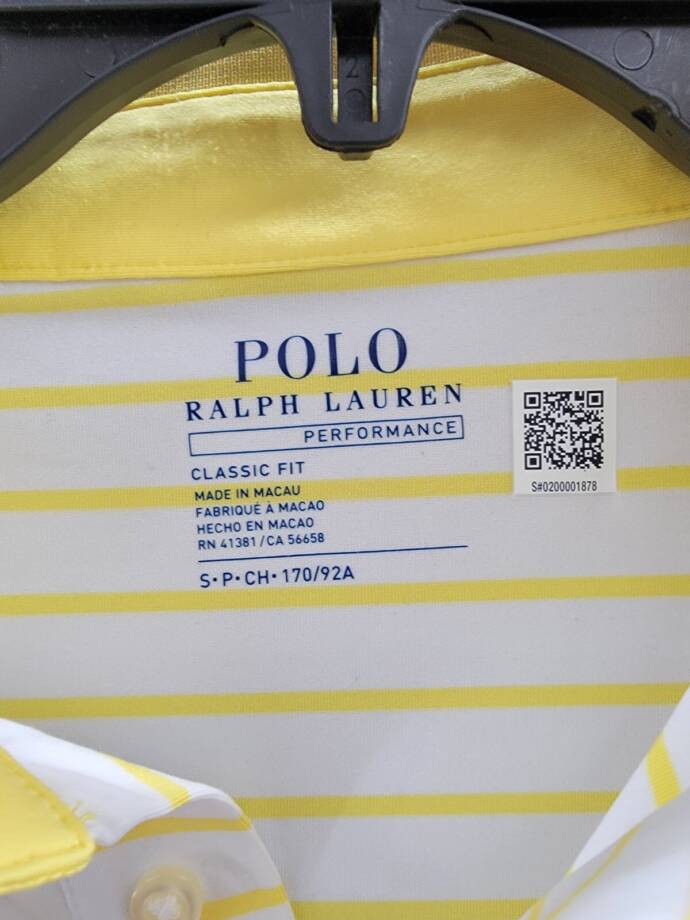 2
POLO
RALPH LAUREN
PERFORMANCE
CLASSIC FIT
MADE IN MACAU
FABRIQUÉ À MACAO
HECHO EN MACAO
RN 41381 / CA 56658
S•P•CH•170/92A
S#0200001878